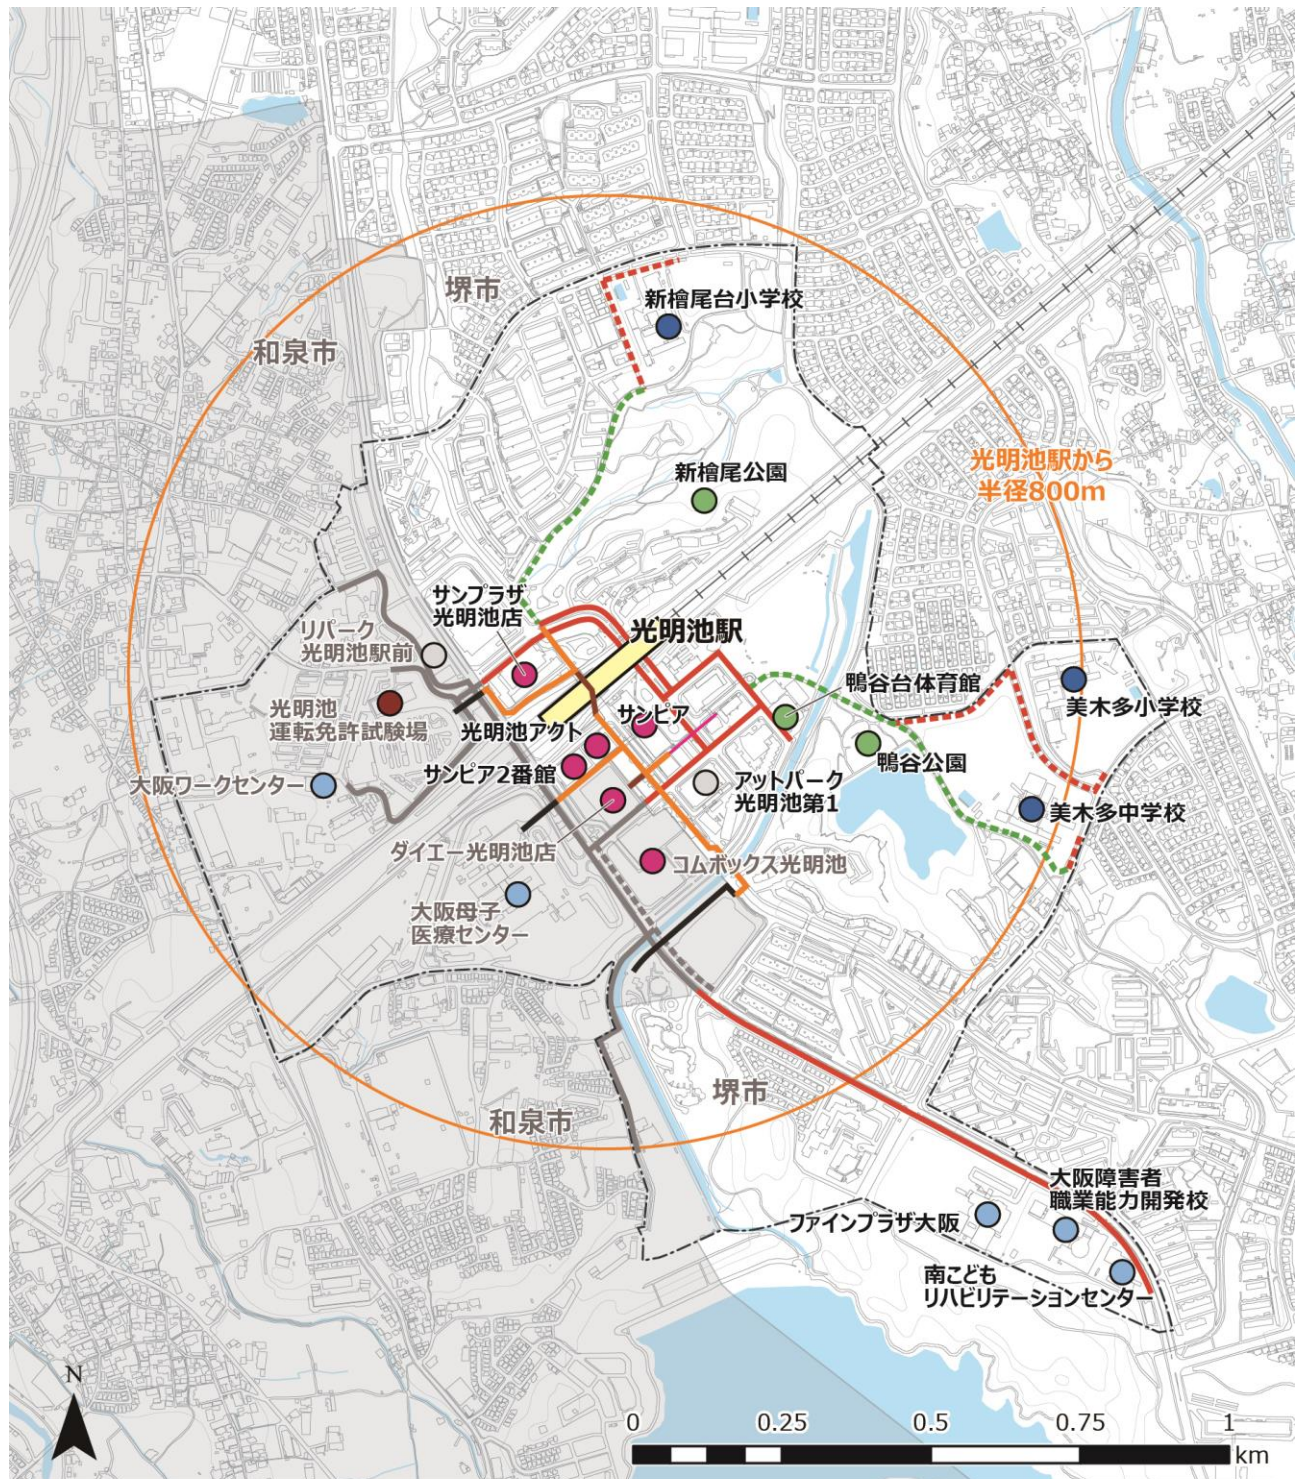 堺市
新檜尾台小学校
和泉市
光明池駅から
半径800m
新檜尾公園
サンプラザ
光明池店
光明池駅
リパーク
光明池駅前
鴨谷台体育館
美木多小学校
光明池
運転免許試験場
光明池アクト
サンピア
サンピア2番館
鴨谷公園
大阪ワークセンター
アットパーク
光明池第1
美木多中学校
ダイエー光明池店
コムボックス光明池
大阪母子
医療センター
堺市
和泉市
大阪障害者
職業能力開発校
ファインプラザ大阪
南こども
リハビリテーションセンター
N
0 0.25 0.5 0.75 1
km